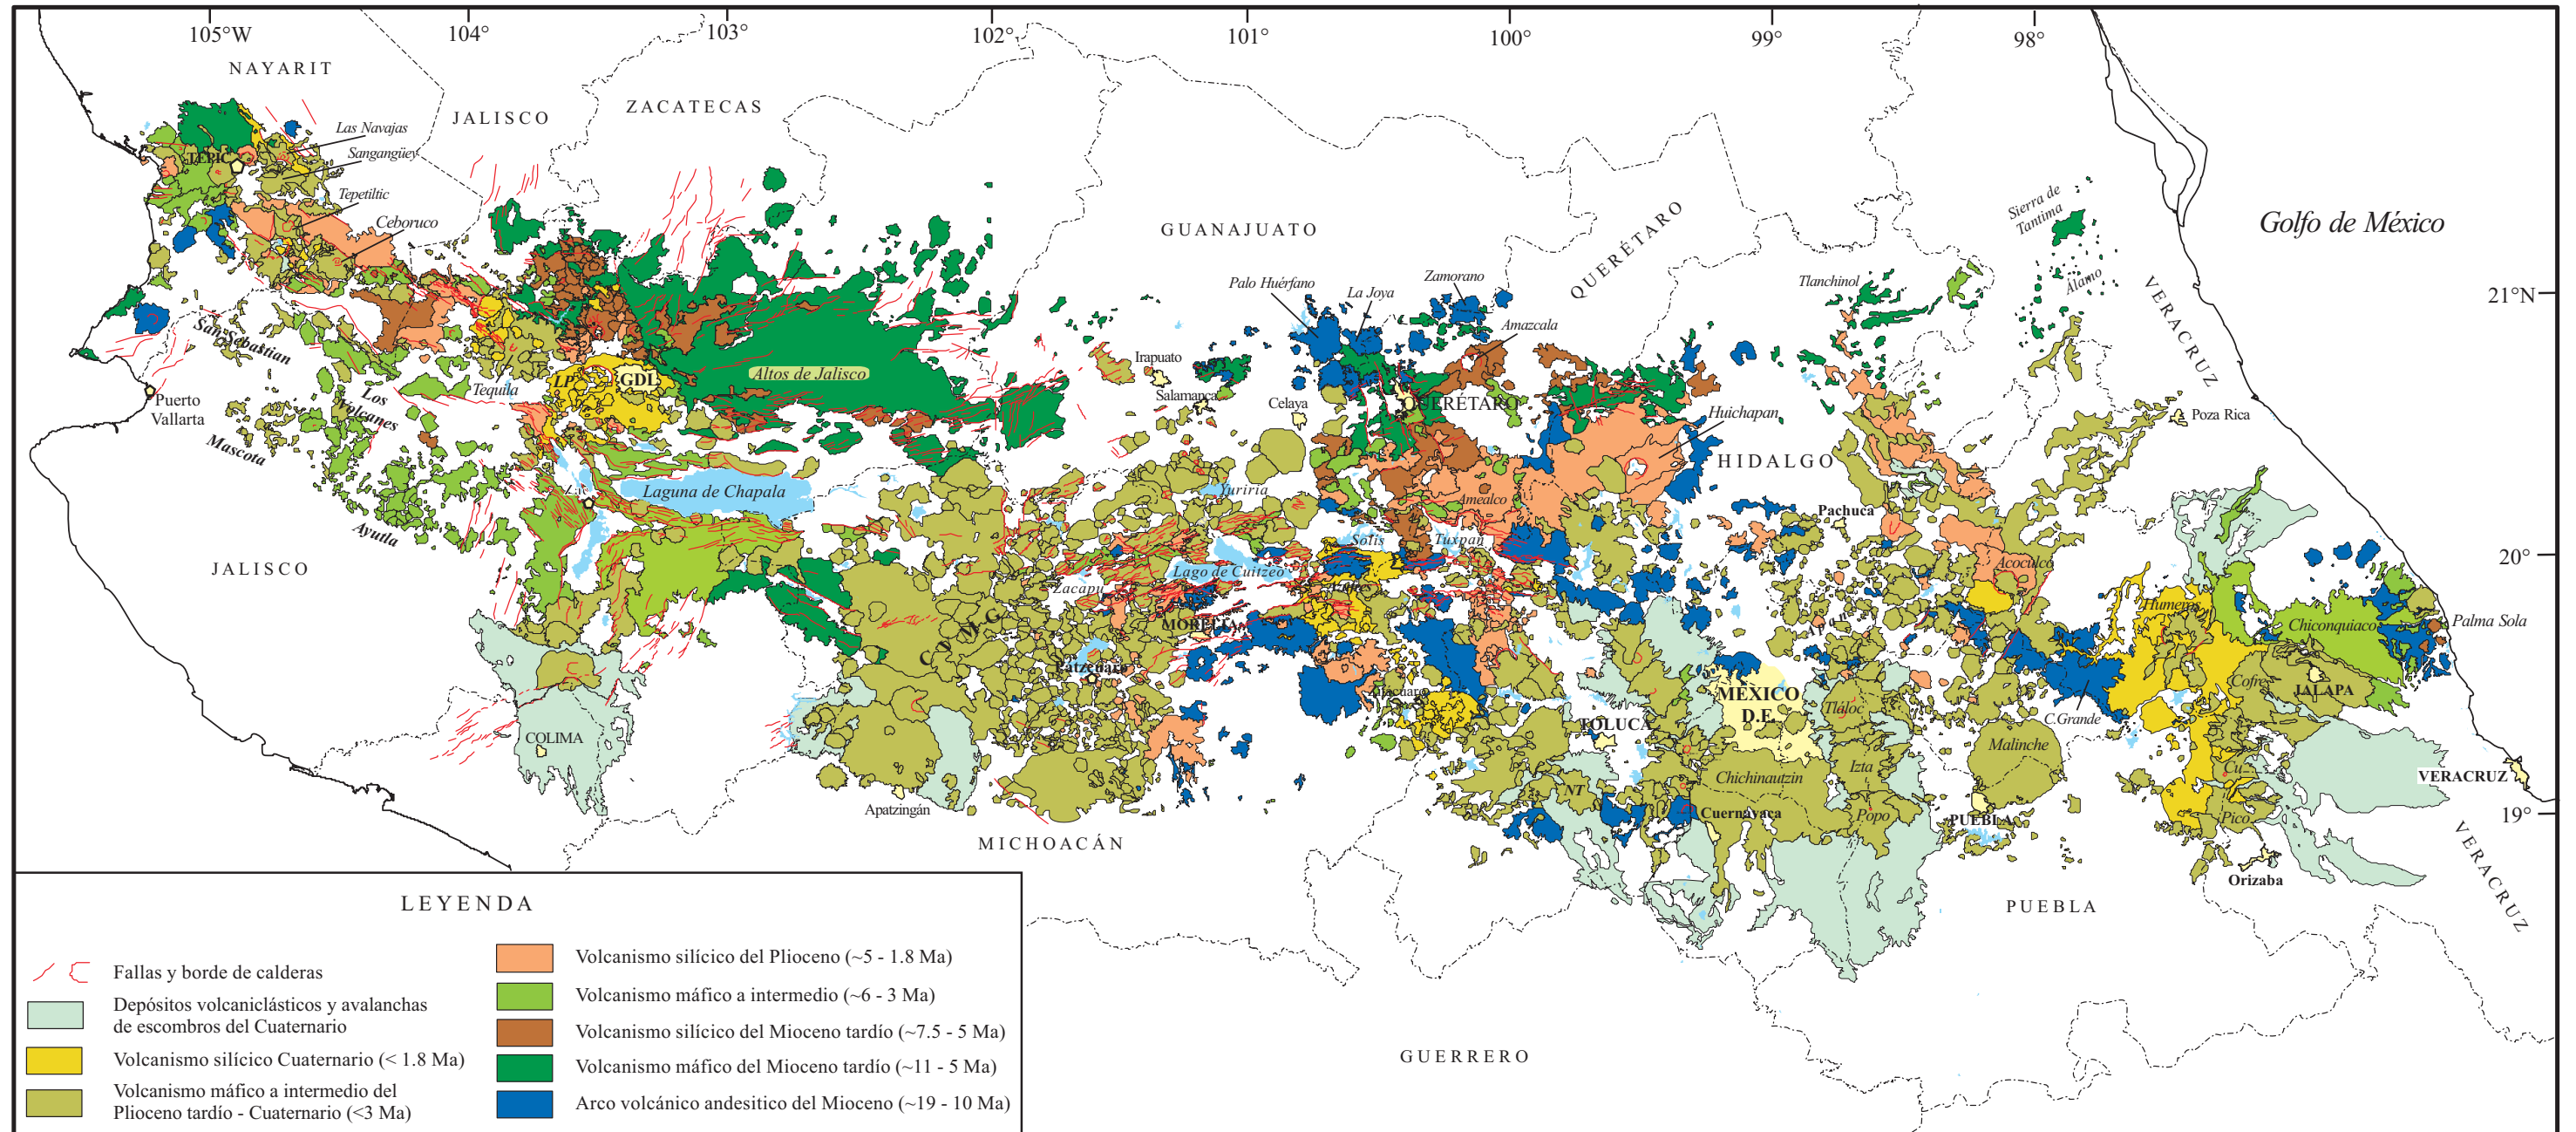 105°W
104°
103°
102°
101°
100°
99°
98°
NAYARIT
JALISCO
ZACATECAS
GUANAJUATO
QUERÉTARO
Golfo de México
Las Navajas
Sangangüey
TEPIC
Tepetiltic
Ceboruco
Sierra de
Tantima
Álamo
Tlanchinol
VERACRUZ
21°N
Palo Huérfano
La Joya
Zamorano
Amazcala
San Sebastian
Puerto
Vallarta
Los
Volcanes
Mascota
Ayutla
Tequila
LP
GDL
Altos de Jalisco
Irapuato
Salamanca
Celaya
QUERÉTARO
Huichapan
HIDALGO
Poza Rica
Laguna de Chapala
Yuriria
Amealco
Pachuca
JALISCO
Solis
Tuxpan
Lago de Cuitzeo
Zacapu
Acoculco
20°
CVMG
MORELIA
Apan
Humeros
Chiconquiaco
Palma Sola
Pátzcuaro
COLIMA
TOLUCA
MÉXICO
D.F.
Tláloc
C.Grande
Cofre
JALAPA
Malinche
Apatzingán
NT
Chichinautzin
Izta
Cu
VERACRUZ
Cuernavaca
Popo
PUEBLA
Pico
19°
MICHOACÁN
Orizaba
VERACRUZ
PUEBLA
GUERRERO
LEYENDA
Fallas y borde de calderas
Depósitos volcaniclásticos y avalanchas
de escombros del Cuaternario
Volcanismo silícico Cuaternario (< 1.8 Ma)
Volcanismo máfico a intermedio del
Plioceno tardío - Cuaternario (<3 Ma)
Volcanismo silícico del Plioceno (~5 - 1.8 Ma)
Volcanismo máfico a intermedio (~6 - 3 Ma)
Volcanismo silícico del Mioceno tardío (~7.5 - 5 Ma)
Volcanismo máfico del Mioceno tardío (~11 - 5 Ma)
Arco volcánico andesitico del Mioceno (~19 - 10 Ma)